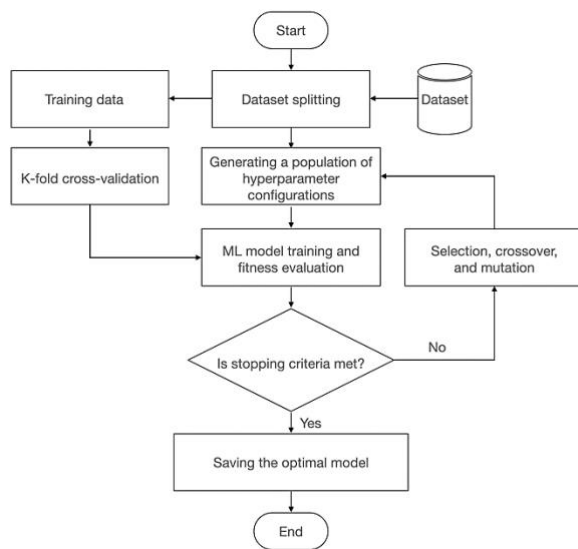 Start
Training data
Dataset splitting
Dataset
K-fold cross-validation
Generating a population of
hyperparameter
configurations
ML model training and
fitness evaluation
Selection, crossover,
and mutation
Is stopping criteria met?
No
Yes
Saving the optimal model
End